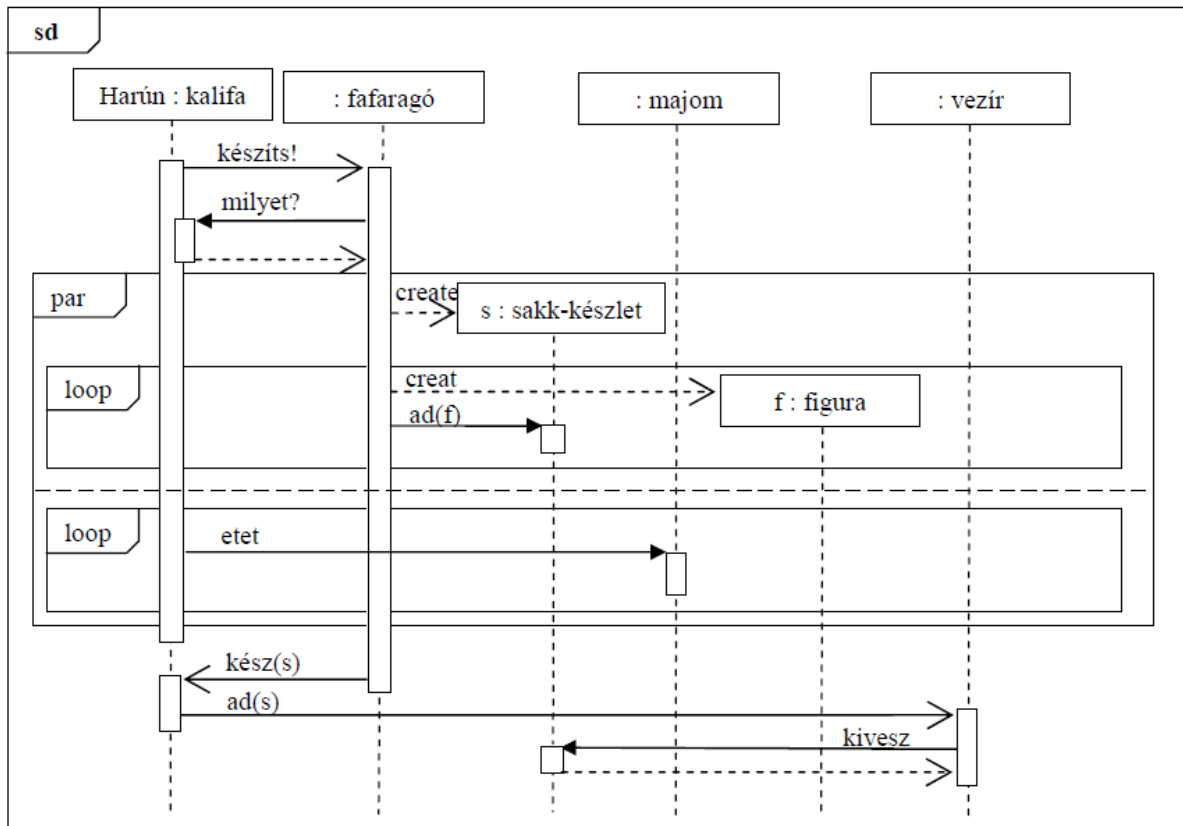 sd
Harún : kalifa
: fafaragó
: majom
: vezír
készíts!
milyet?
par
create
s : sakk-készlet
loop
creat
f : figura
ad(f)
loop
etet
kész(s)
ad(s)
kivesz